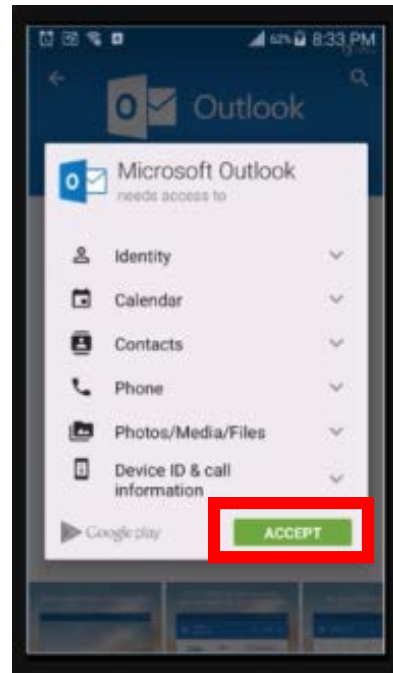 62% 8:33 PM
Outlook
Microsoft Outlook
needs access to
Identity
Calendar
Contacts
Phone
Photos/Media/Files
Device ID & call
information
Google play
ACCEPT